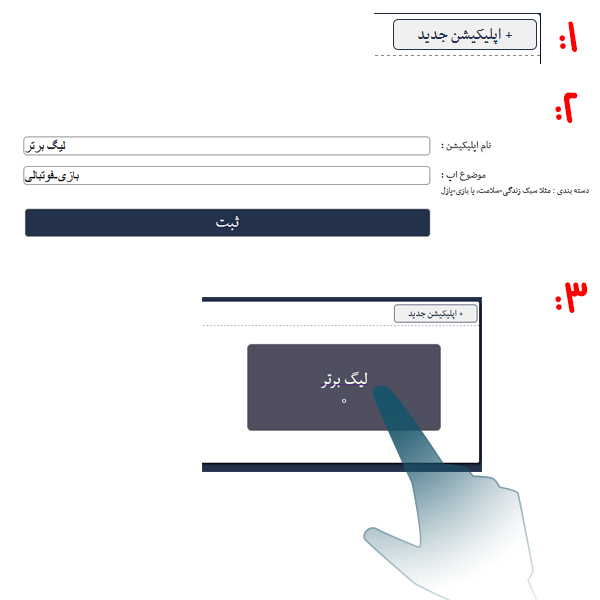 ۱:
+ اپلیکیشن جدید
۲:
نام اپلیکیشن : لیگ برتر
موضوع اپ : بازی-فوتبالی
دسته بندی : مثلا سبک زندگی-سلامت، یا بازی-پازل
ثبت
۳:
+ اپلیکیشن جدید
لیگ برتر
۰